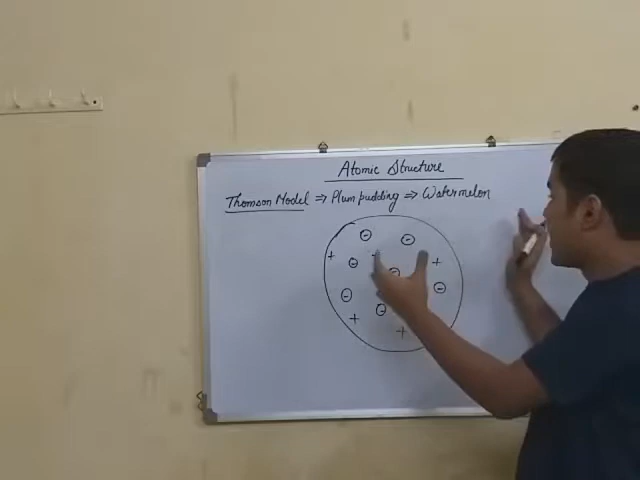 Atomic Structure
Thomson Model ⇒ Plum pudding ⇒ Watermelon